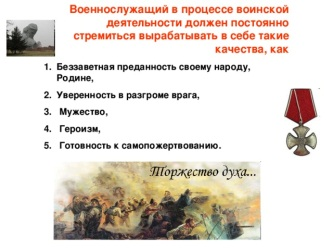 Военнослужащий в процессе воинской
деятельности должен постоянно
стремиться вырабатывать в себе такие
качества, как
1. Беззаветная преданность своему народу,
Родине,
2. Уверенность в разгроме врага,
3. Мужество,
4. Героизм,
5. Готовность к самопожертвованию.
Торжество духа...